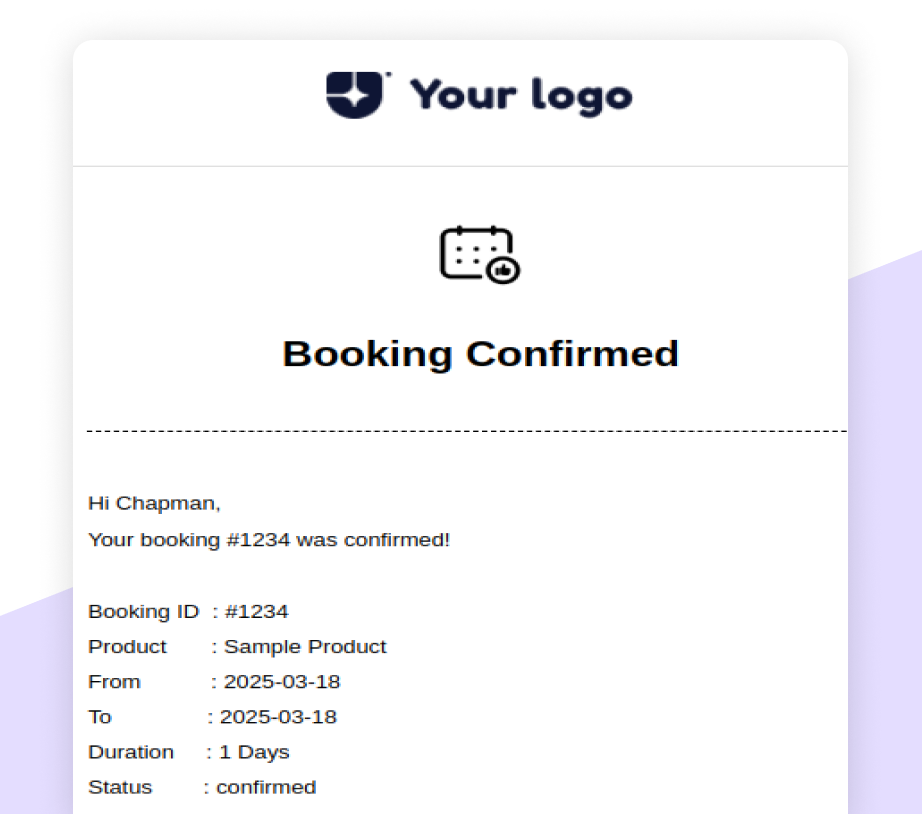 Your logo
Booking Confirmed
Hi Chapman,
Your booking #1234 was confirmed!
Booking ID : #1234
Product : Sample Product
From : 2025-03-18
To : 2025-03-18
Duration : 1 Days
Status : confirmed